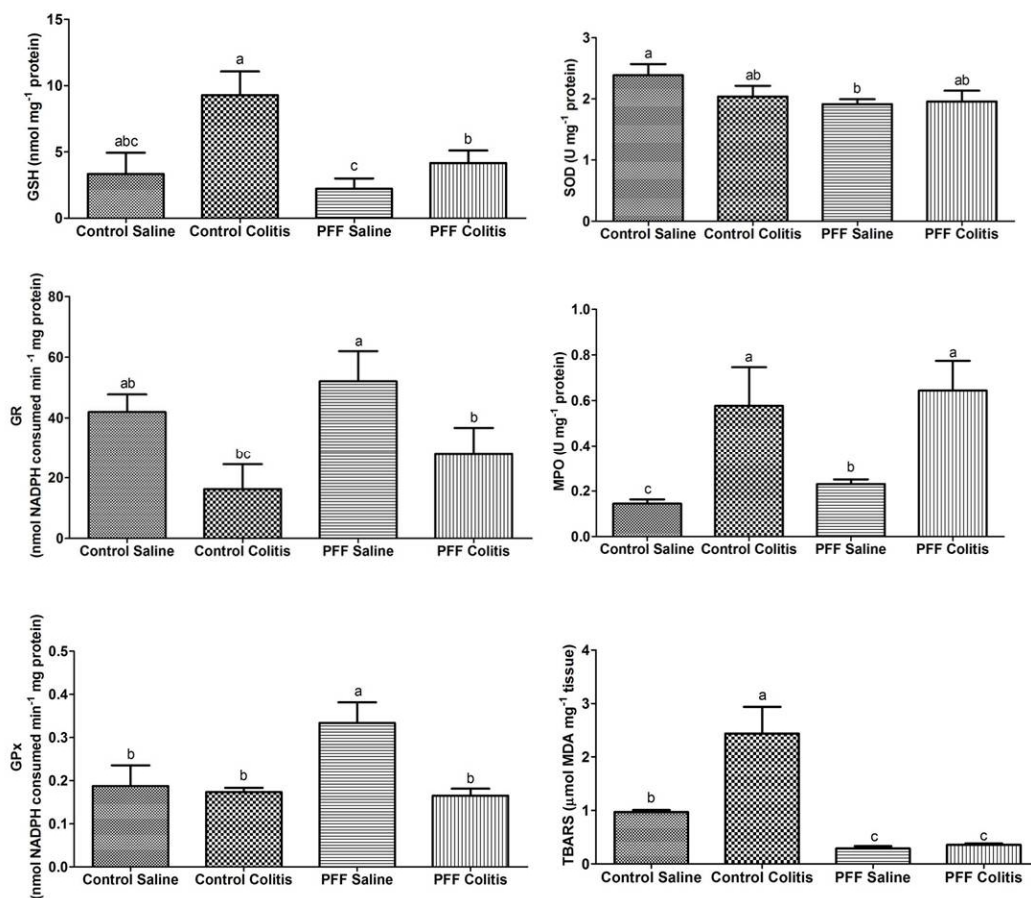 GSH (nmol mg⁻¹ protein)
15
10
5
0
abc
a
c
b
Control Saline Control Colitis PFF Saline PFF Colitis
SOD (U mg⁻¹ protein)
3
2
1
0
a
ab
b
ab
Control Saline Control Colitis PFF Saline PFF Colitis
GR
(nmol NADPH consumed min⁻¹ mg protein)
80
60
40
20
0
ab
bc
a
b
Control Saline Control Colitis PFF Saline PFF Colitis
MPO (U mg⁻¹ protein)
1.0
0.8
0.6
0.4
0.2
0.0
c
a
b
a
Control Saline Control Colitis PFF Saline PFF Colitis
GPx
(nmol NADPH consumed min⁻¹ mg protein)
0.5
0.4
0.3
0.2
0.1
0.0
b
b
a
b
Control Saline Control Colitis PFF Saline PFF Colitis
TBARS (µmol MDA mg⁻¹ tissue)
4
3
2
1
0
b
a
c
c
Control Saline Control Colitis PFF Saline PFF Colitis